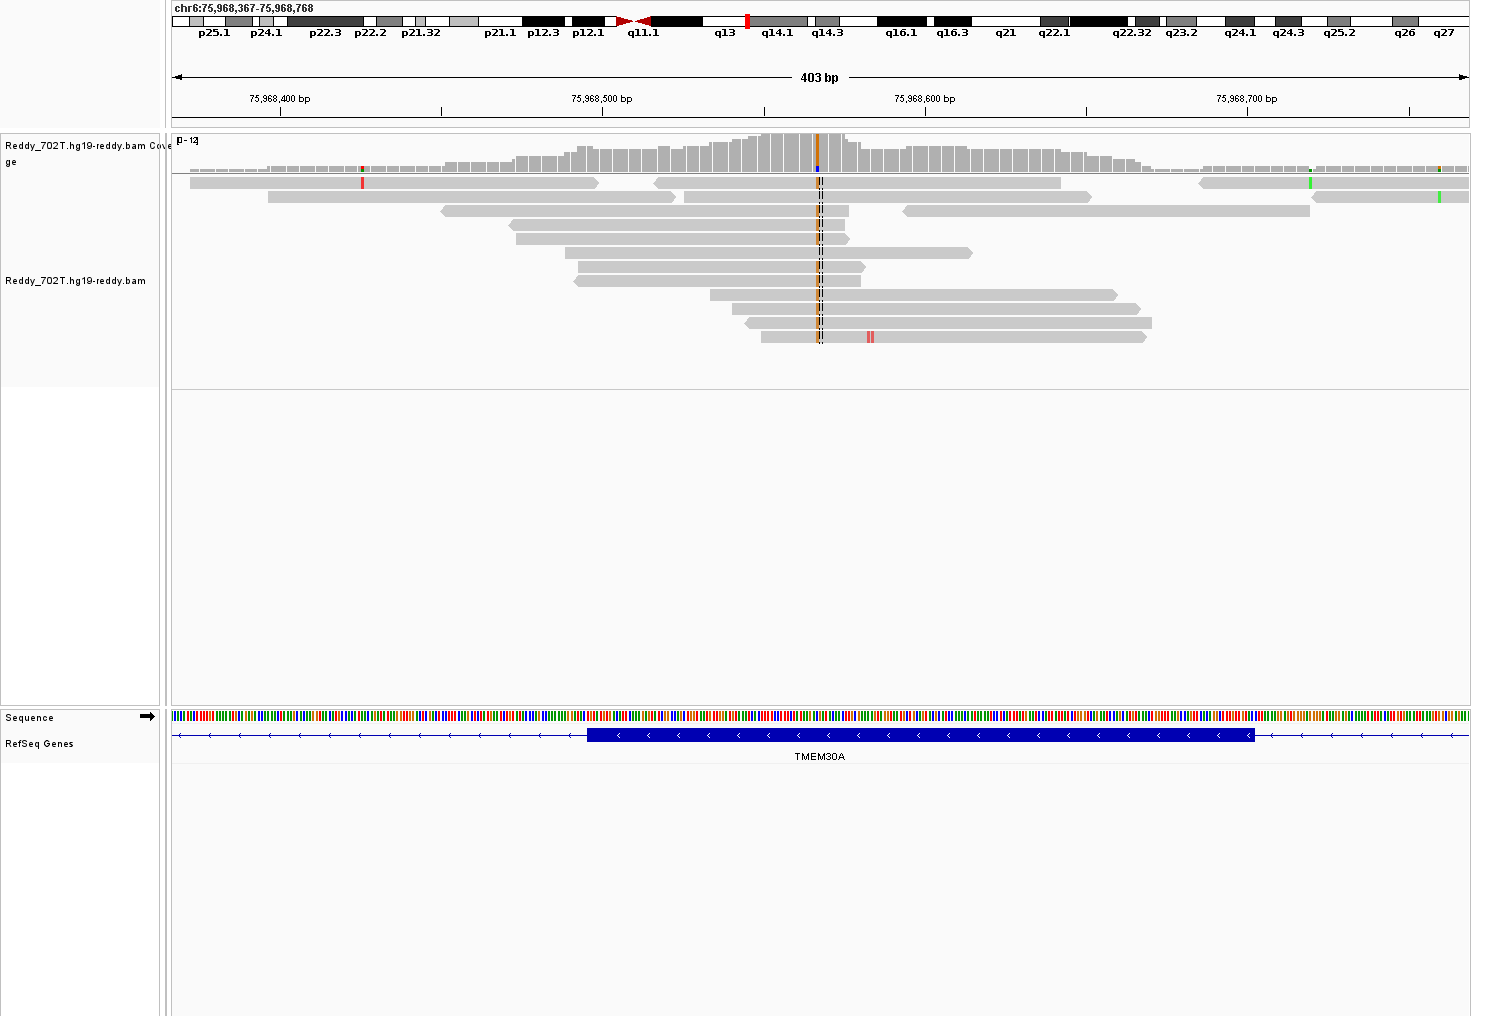 chr6:75,968,367-75,968,768
p25.1 p24.1 p22.3 p22.2 p21.32 p21.1 p12.3 p12.1 q11.1 q13 q14.1 q14.3 q16.1 q16.3 q21 q22.1 q22.32 q23.2 q24.1 q24.3 q25.2 q26 q27
403 bp
75,968,400 bp 75,968,500 bp 75,968,600 bp 75,968,700 bp
[0 - 12]
Reddy_702T.hg19-reddy.bam Cove
ge
Reddy_702T.hg19-reddy.bam
Sequence
RefSeq Genes
TMEM30A